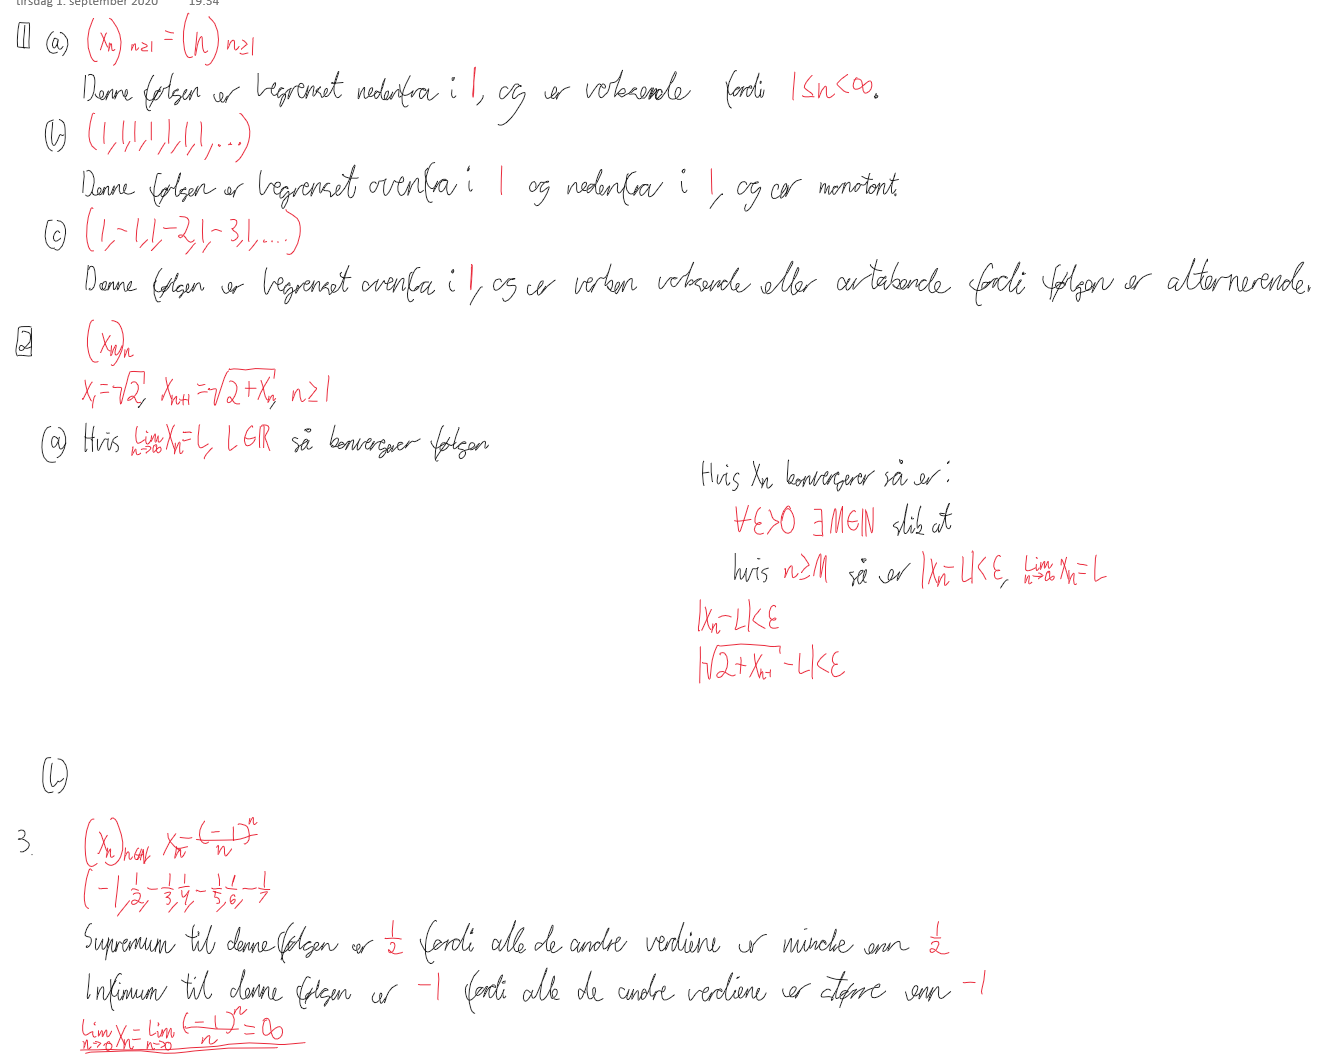 tirsdag 1. september 2020 19:54
1 (a) (xₙ)ₙ≥₁ = (n)ₙ≥₁
Denne følgen er begrenset nedenfra i 1, og er voksende fordi 1≤n<∞.
(b) (1,1,1,1,1,1,1,...)
Denne følgen er begrenset ovenfra i 1 og nedenfra i 1, og er monotont.
(c) (1,-1,1,-2,1,-3,1,....)
Denne følgen er begrenset ovenfra i 1, og er verken voksende eller avtakende fordi følgen er alternerende.
2 (xₙ)ₙ
x₁=√2, xₙ₊₁=√(2+xₙ), n≥1
(a) Hvis lim n→∞ xₙ=L, L∈ℝ så konvergerer følgen
Hvis xₙ konvergerer så er:
∀ε>0 ∃M∈ℕ slik at
hvis n≥M så er |xₙ-L|<ε, lim n→∞ xₙ=L
|xₙ-L|<ε
|√(2+xₙ₋₁)-L|<ε
(b)
3. (xₙ)n∈ℕ xₙ=(-1)ⁿ/n
(-1,1/2,-1/3,1/4,-1/5,1/6,-1/7
Supremum til denne følgen er 1/2 fordi alle de andre verdiene er mindre enn 1/2
Infimum til denne følgen er -1 fordi alle de andre verdiene er større enn -1
lim n→0 xₙ=lim n→0 (-1)ⁿ/n=∞